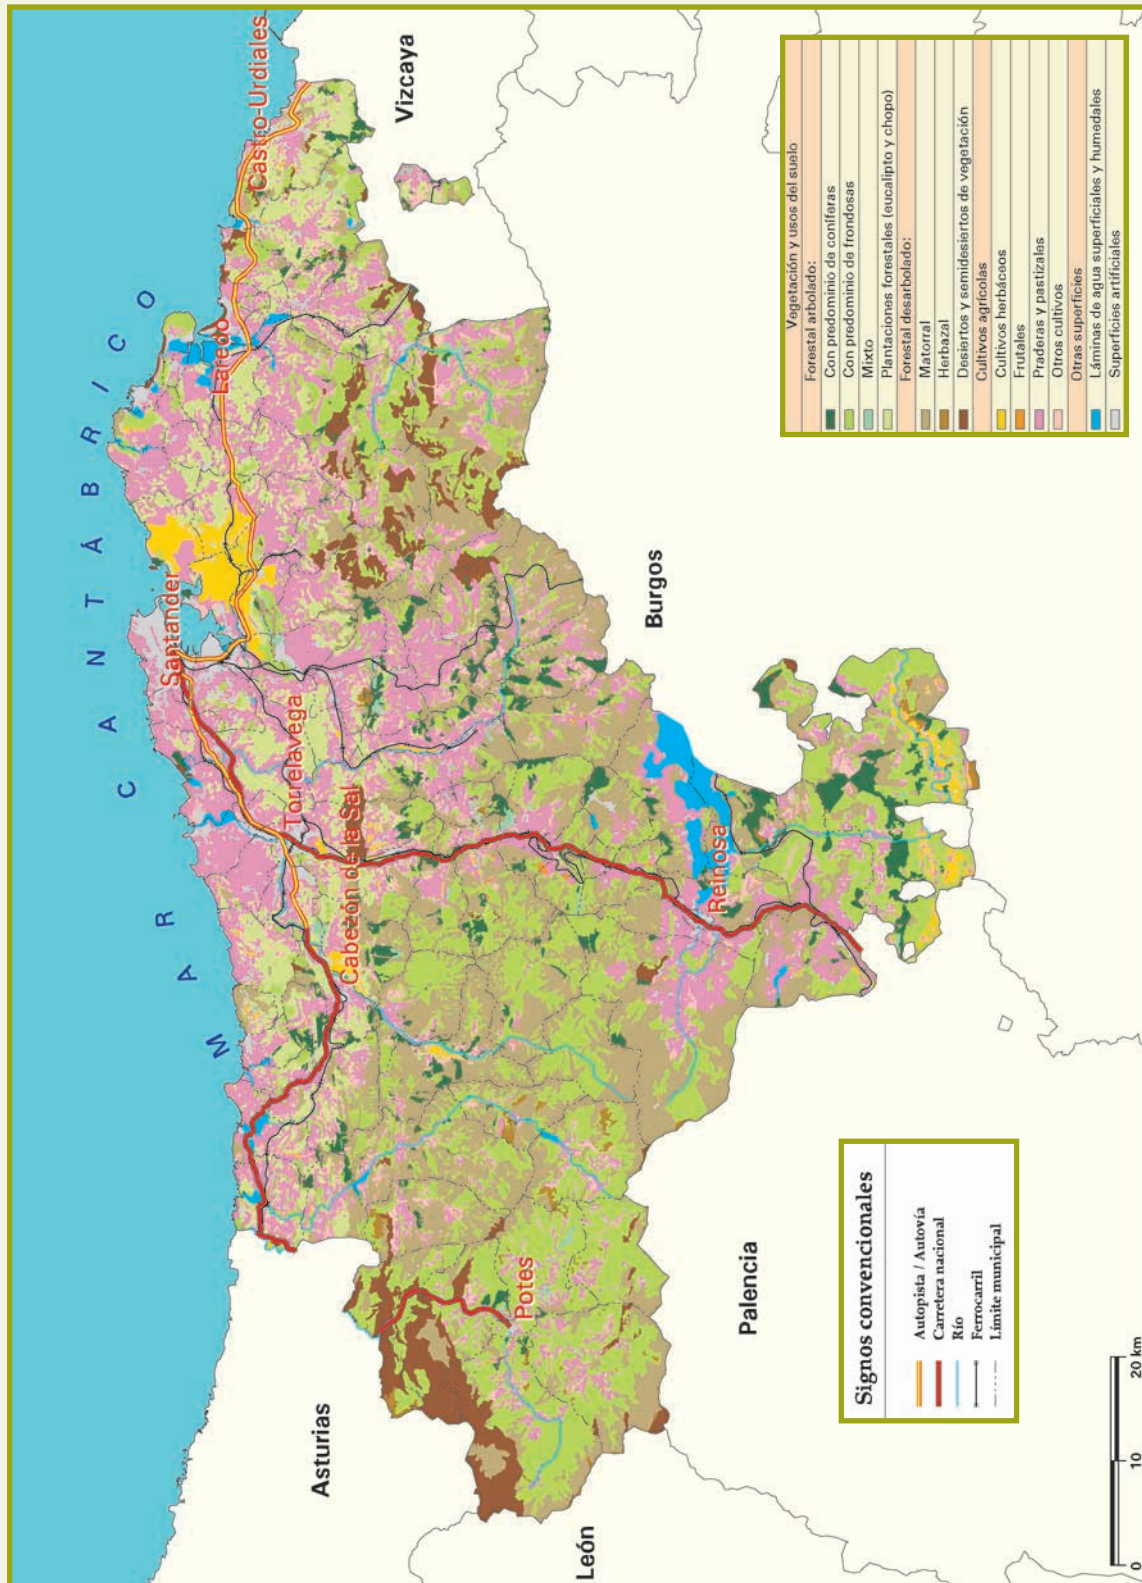 MAR CANTÁBRICO
Castro-Urdiales
Laredo
Santander
Torrelavega
Cabezón de la Sal
Reinosa
Potes
Vizcaya
Burgos
Palencia
Asturias
León
Vegetación y usos del suelo
Forestal arbolado:
Con predominio de coníferas
Con predominio de frondosas
Mixto
Plantaciones forestales (eucalipto y chopo)
Forestal desarbolado:
Matorral
Herbazal
Desiertos y semidesiertos de vegetación
Cultivos agrícolas
Cultivos herbáceos
Frutales
Praderas y pastizales
Otros cultivos
Otras superficies
Láminas de agua superficiales y humedales
Superficies artificiales
Signos convencionales
Autopista / Autovía
Carretera nacional
Río
Ferrocarril
Límite municipal
0 10 20 km